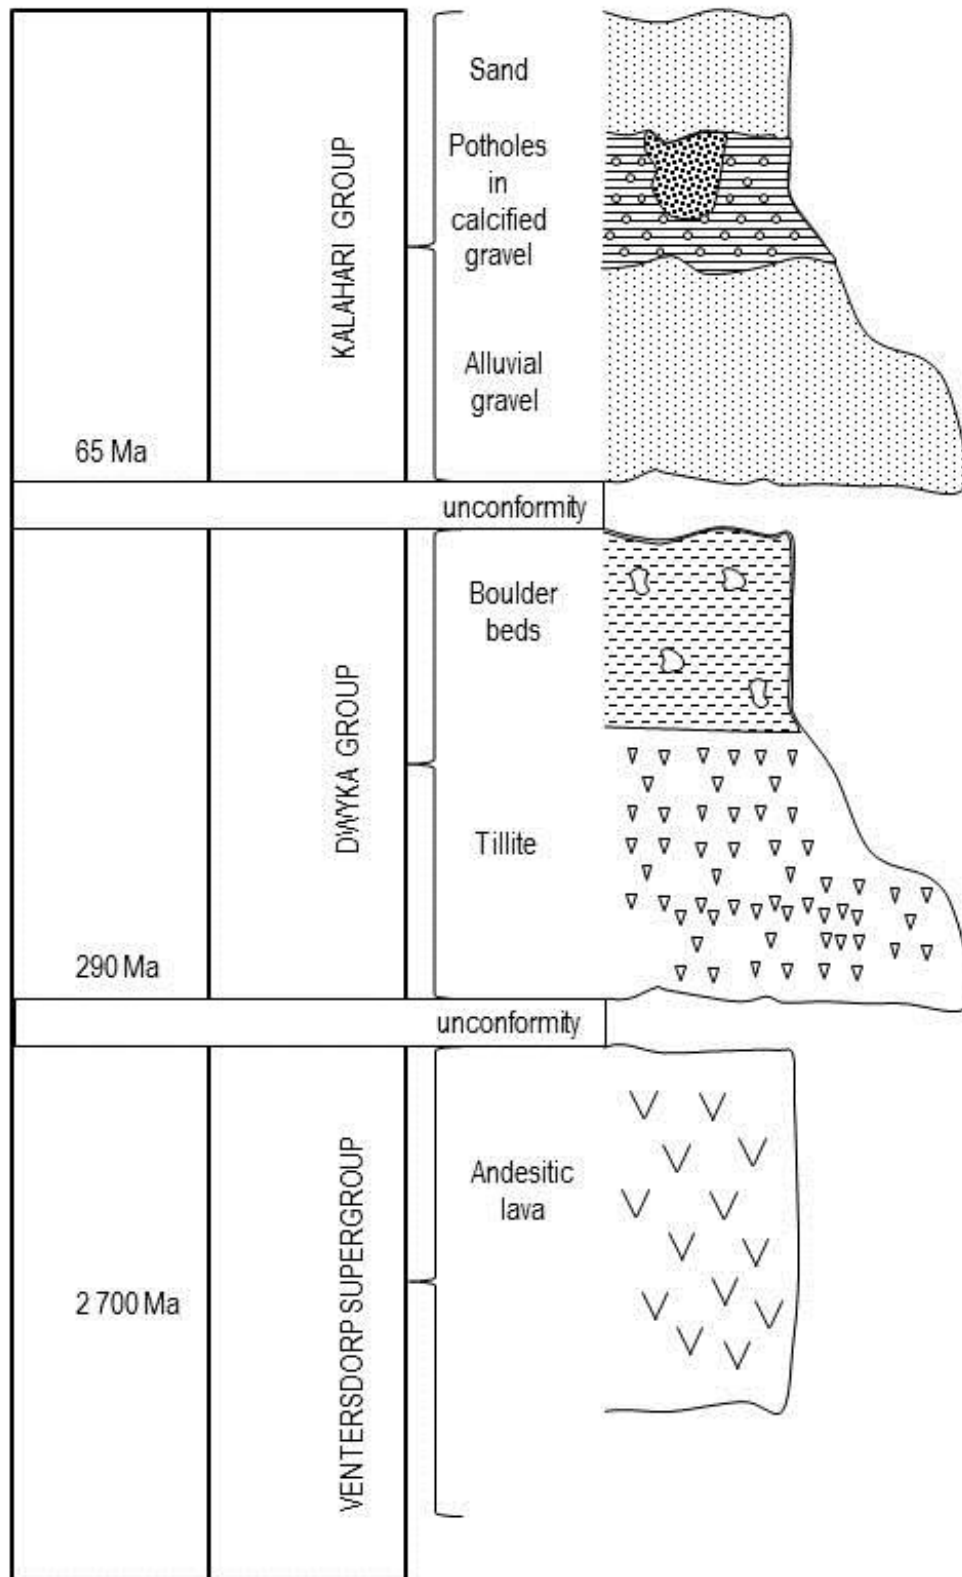 Sand
Potholes
in
calcified
gravel
KALAHARI GROUP
Alluvial
gravel
65 Ma
unconformity
Boulder
beds
DWYKA GROUP
Tillite
290 Ma
unconformity
Andesitic
lava
VENTERSDORP SUPERGROUP
2 700 Ma